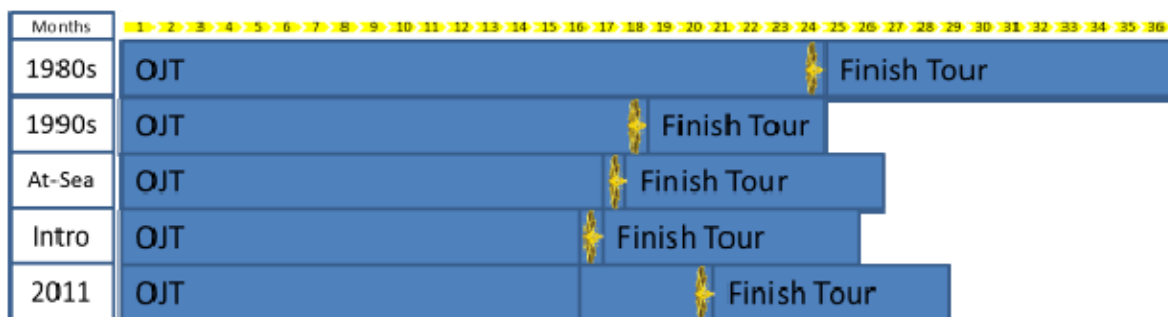 Months 1 2 3 4 5 6 7 8 9 10 11 12 13 14 15 16 17 18 19 20 21 22 23 24 25 26 27 28 29 30 31 32 33 34 35 36
1980s OJT Finish Tour
1990s OJT Finish Tour
At-Sea OJT Finish Tour
Intro OJT Finish Tour
2011 OJT Finish Tour